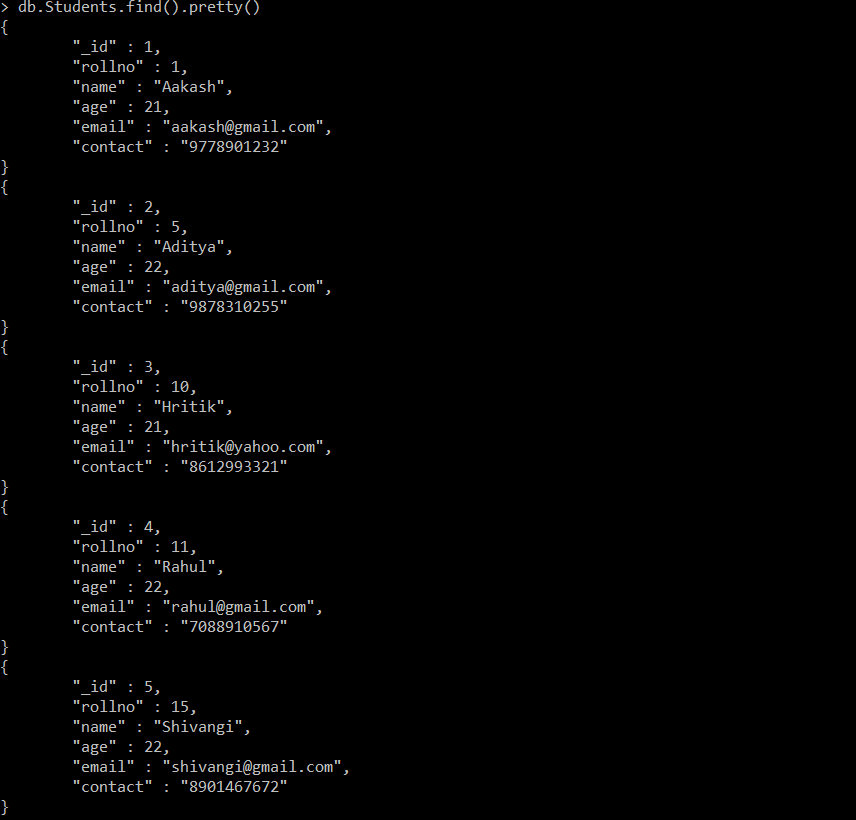 > db.Students.find().pretty()
{
        "_id" : 1,
        "rollno" : 1,
        "name" : "Aakash",
        "age" : 21,
        "email" : "aakash@gmail.com",
        "contact" : "9778901232"
}
{
        "_id" : 2,
        "rollno" : 5,
        "name" : "Aditya",
        "age" : 22,
        "email" : "aditya@gmail.com",
        "contact" : "9878310255"
}
{
        "_id" : 3,
        "rollno" : 10,
        "name" : "Hritik",
        "age" : 21,
        "email" : "hritik@yahoo.com",
        "contact" : "8612993321"
}
{
        "_id" : 4,
        "rollno" : 11,
        "name" : "Rahul",
        "age" : 22,
        "email" : "rahul@gmail.com",
        "contact" : "7088910567"
}
{
        "_id" : 5,
        "rollno" : 15,
        "name" : "Shivangi",
        "age" : 22,
        "email" : "shivangi@gmail.com",
        "contact" : "8901467672"
}